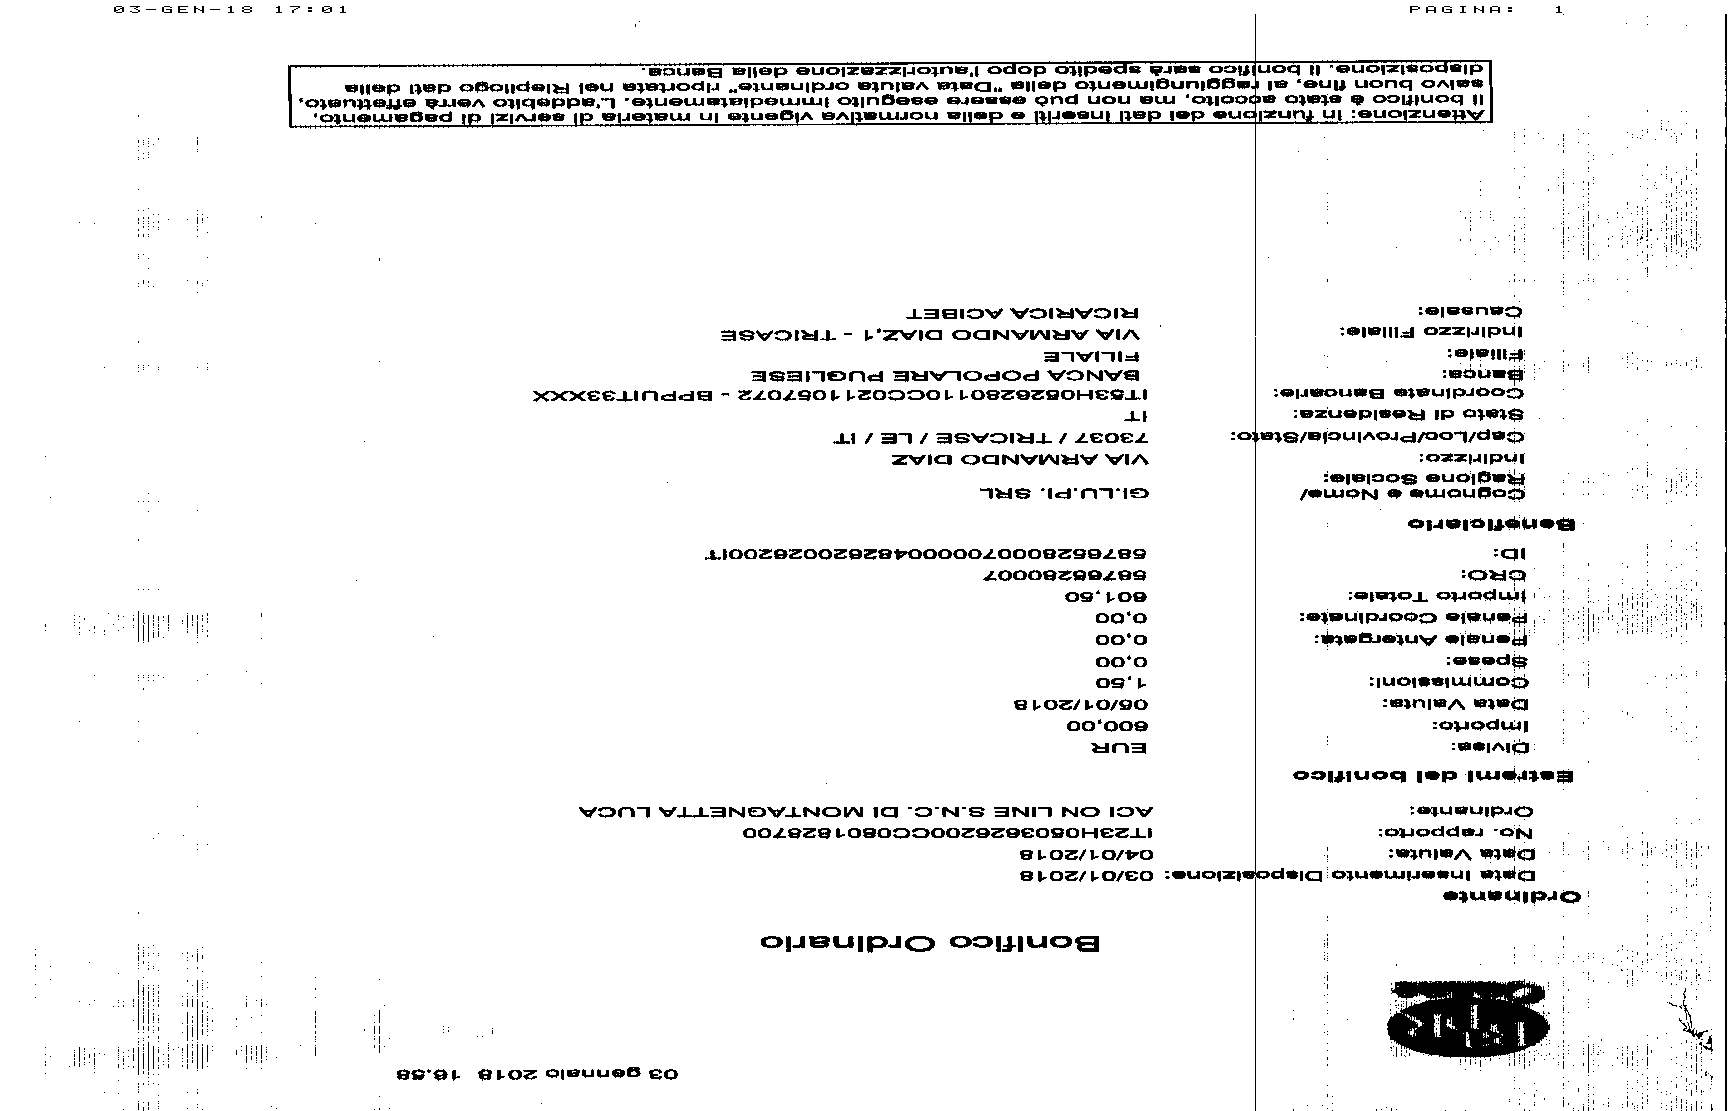 03-GEN-18 17:01 PAGINA: 1
03 gennaio 2018 16.58
Bonifico Ordinario
Ordinante
Data Inserimento Disposizione: 03/01/2018
Data Valuta: 04/01/2018
No. rapporto: IT23H0503626200CC0801828700
Ordinante: ACI ON LINE S.N.C. DI MONTAGNETTA LUCA
Estremi del bonifico
Divisa: EUR
Importo: 600,00
Data Valuta: 05/01/2018
Commissioni: 1,50
Spese: 0,00
Penale Antergate: 0,00
Penale Coordinate: 0,00
Importo Totale: 601,50
CRO: 58765280007
ID: 587652800070000048262002620 0IT
Beneficiario
Cognome e Nome/
Ragione Sociale: GI.LU.PI. SRL
Indirizzo: VIA ARMANDO DIAZ
Cap/Loc/Provincia/Stato: 73037 / TRICASE / LE / IT
Stato di Residenza: IT
Coordinate Bancarie: IT53H0526280110CC0211057072 - BPPUIT33XXX
Banca: BANCA POPOLARE PUGLIESE
Filiale: FILIALE
Indirizzo Filiale: VIA ARMANDO DIAZ,1 - TRICASE
Causale: RICARICA ACIBET
Attenzione: in funzione dei dati inseriti e della normativa vigente in materia di servizi di pagamento,
il bonifico è stato accolto, ma non può essere eseguito immediatamente. L'addebito verrà effettuato,
salvo buon fine, al raggiungimento della "Data valuta ordinante" riportata nel Riepilogo dati della
disposizione. Il bonifico sarà spedito dopo l'autorizzazione della Banca.